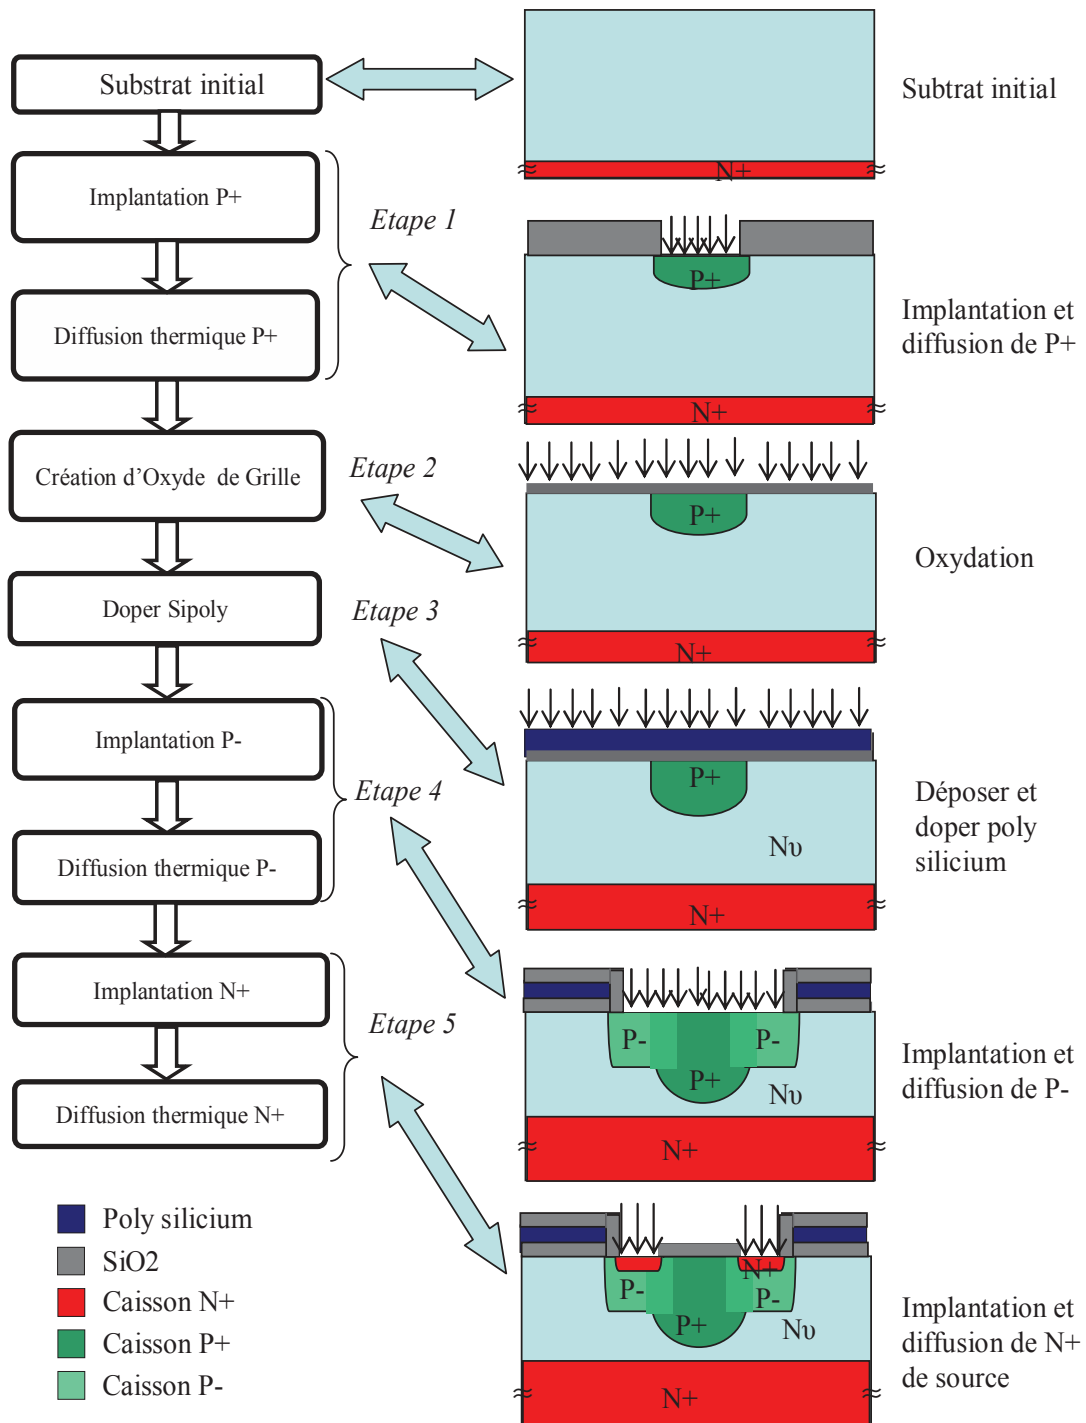 Substrat initial
Subtrat initial
N+
Implantation P+
Etape 1
P+
Diffusion thermique P+
Implantation et
diffusion de P+
N+
Création d'Oxyde de Grille
Etape 2
P+
Oxydation
N+
Doper Sipoly
Etape 3
P+
Déposer et
doper poly
silicium
Nυ
N+
Implantation P-
Etape 4
Diffusion thermique P-
P-
P-
P+
Nυ
N+
Implantation et
diffusion de P-
Implantation N+
Etape 5
Diffusion thermique N+
N+
P-
P-
P+
Nυ
N+
Implantation et
diffusion de N+
de source
Poly silicium
SiO2
Caisson N+
Caisson P+
Caisson P-